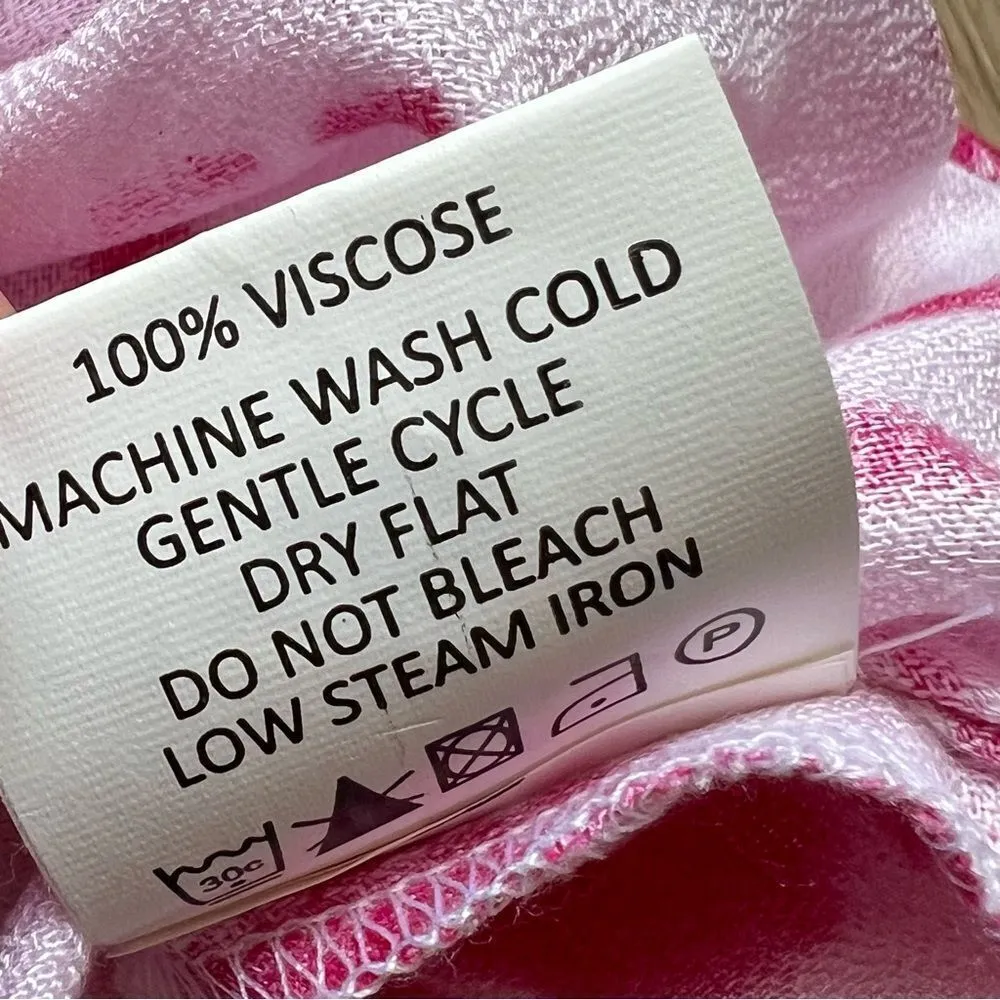 100% VISCOSE
MACHINE WASH COLD
GENTLE CYCLE
DRY FLAT
DO NOT BLEACH
LOW STEAM IRON
30c P